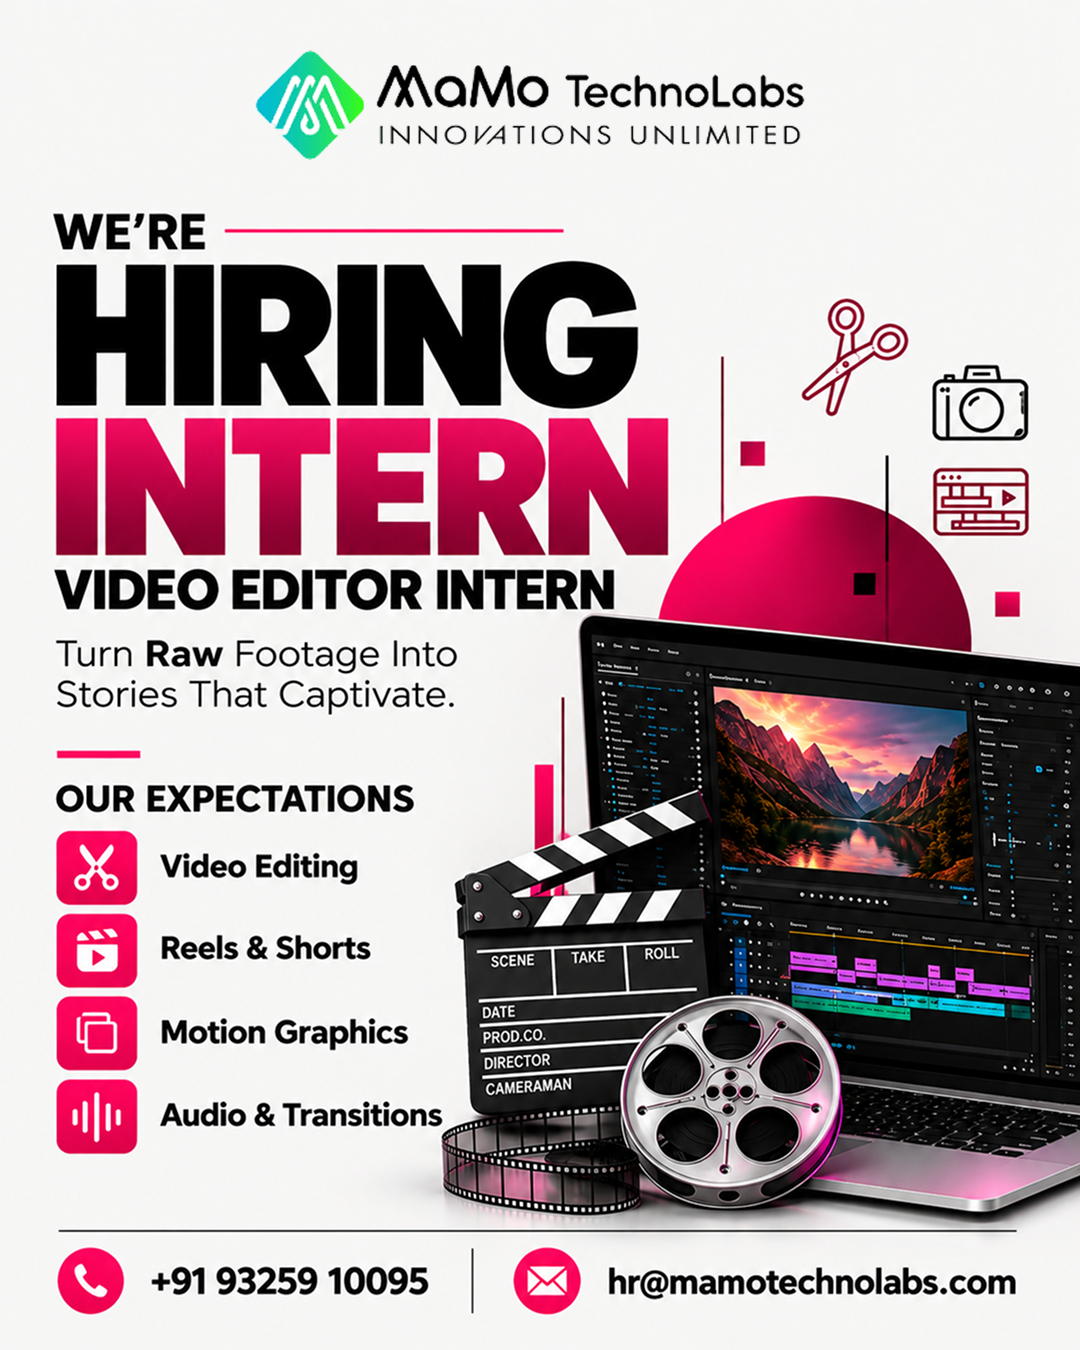 MaMo TechnoLabs
INNOVATIONS UNLIMITED
WE'RE
HIRING
INTERN
VIDEO EDITOR INTERN
Turn Raw Footage Into
Stories That Captivate.
OUR EXPECTATIONS
Video Editing
Reels & Shorts
Motion Graphics
Audio & Transitions
SCENE TAKE ROLL
DATE
PROD.CO.
DIRECTOR
CAMERAMAN
+91 93259 10095
hr@mamotechnolabs.com